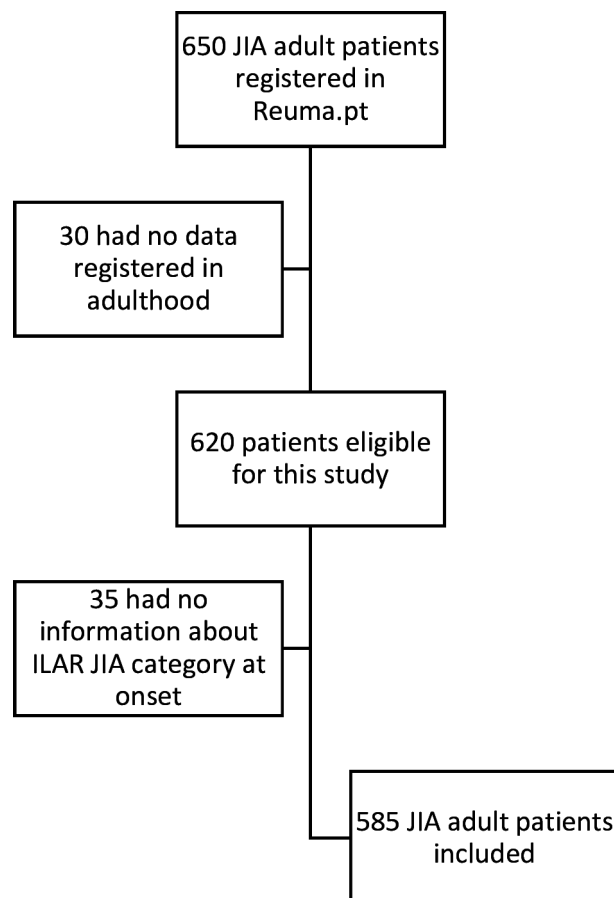 650 JIA adult patients
registered in
Reuma.pt
30 had no data
registered in
adulthood
620 patients eligible
for this study
35 had no
information about
ILAR JIA category at
onset
585 JIA adult patients
included